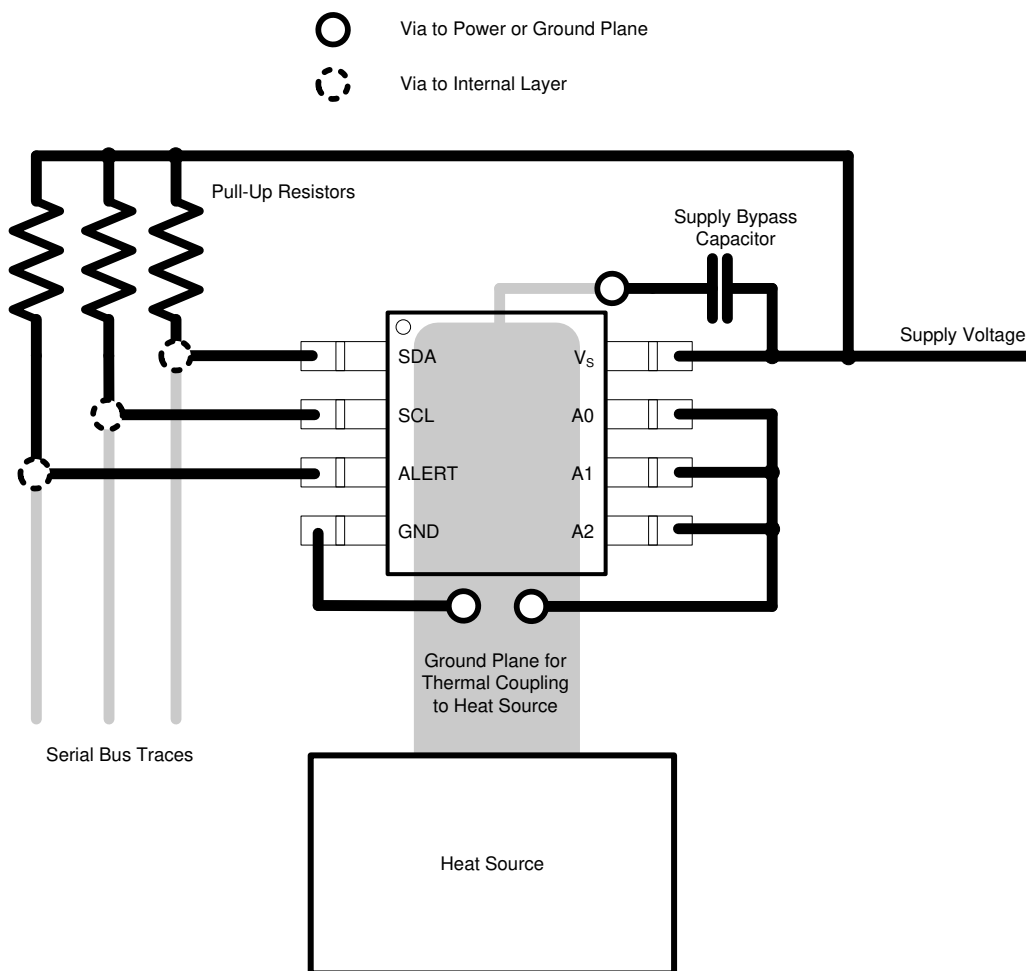 Via to Power or Ground Plane
Via to Internal Layer
Pull-Up Resistors
Supply Bypass
Capacitor
Supply Voltage
SDA
VS
SCL
A0
ALERT
A1
GND
A2
Ground Plane for
Thermal Coupling
to Heat Source
Serial Bus Traces
Heat Source